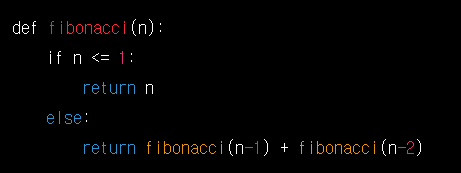 def fibonacci(n):
    if n <= 1:
        return n
    else:
        return fibonacci(n-1) + fibonacci(n-2)